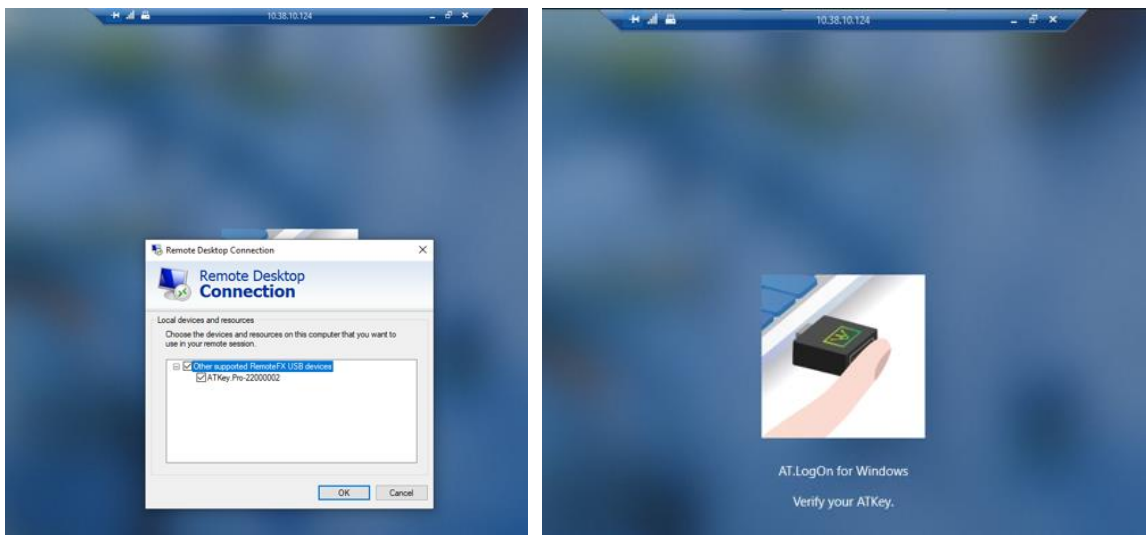 10.38.10.124
Remote Desktop Connection
Remote Desktop
Connection
Local devices and resources
Choose the devices and resources on this computer that you want to
use in your remote session.
Other supported RemoteFX USB devices
ATKey.Pro-22000002
OK Cancel
10.38.10.124
AT.LogOn for Windows
Verify your ATKey.